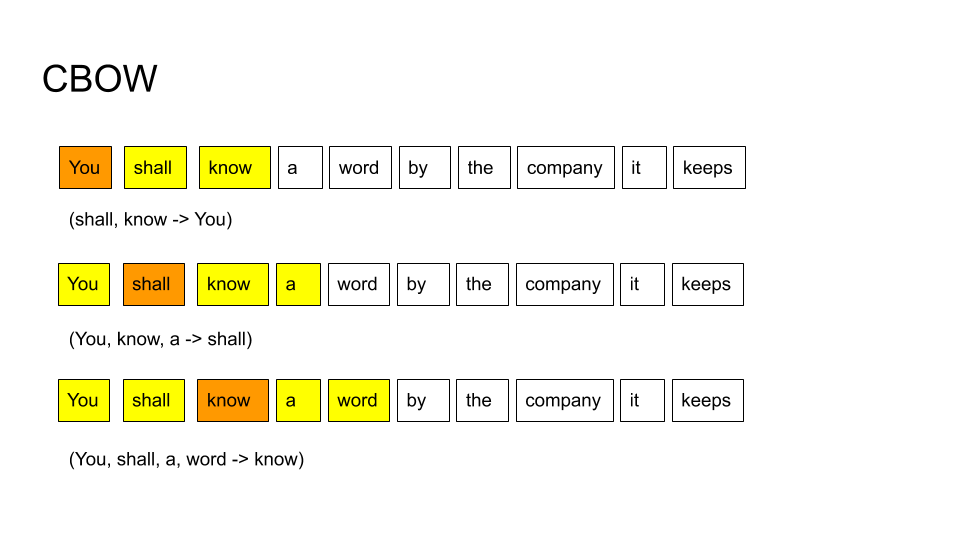 CBOW
You shall know a word by the company it keeps
(shall, know -> You)
You shall know a word by the company it keeps
(You, know, a -> shall)
You shall know a word by the company it keeps
(You, shall, a, word -> know)